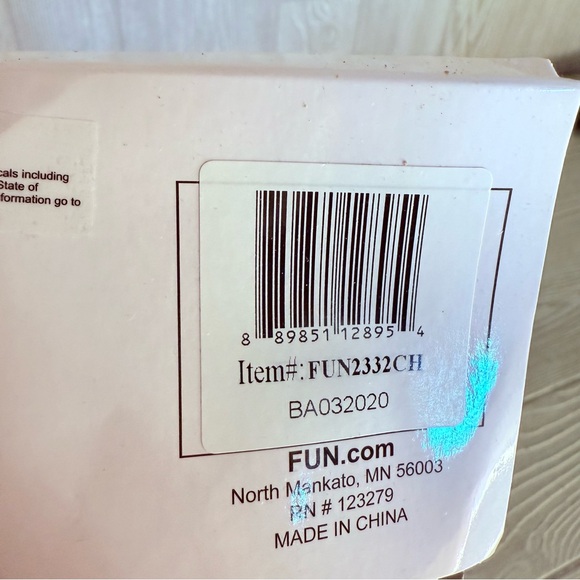 cals including
State of
formation go to
8 89851 12895 4
Item#: FUN2332CH
BA032020
FUN.com
North Mankato, MN 56003
RN # 123279
MADE IN CHINA